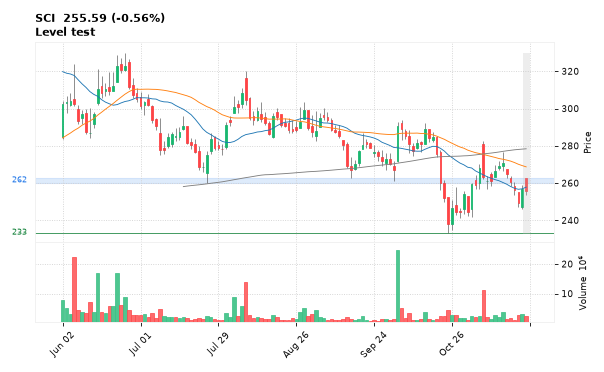 SCI 255.59 (-0.56%)
Level test
320
300
280
262
260
240
233
Price
20
10
Volume 10⁶
Jun 02
Jul 01
Jul 29
Aug 26
Sep 24
Oct 26